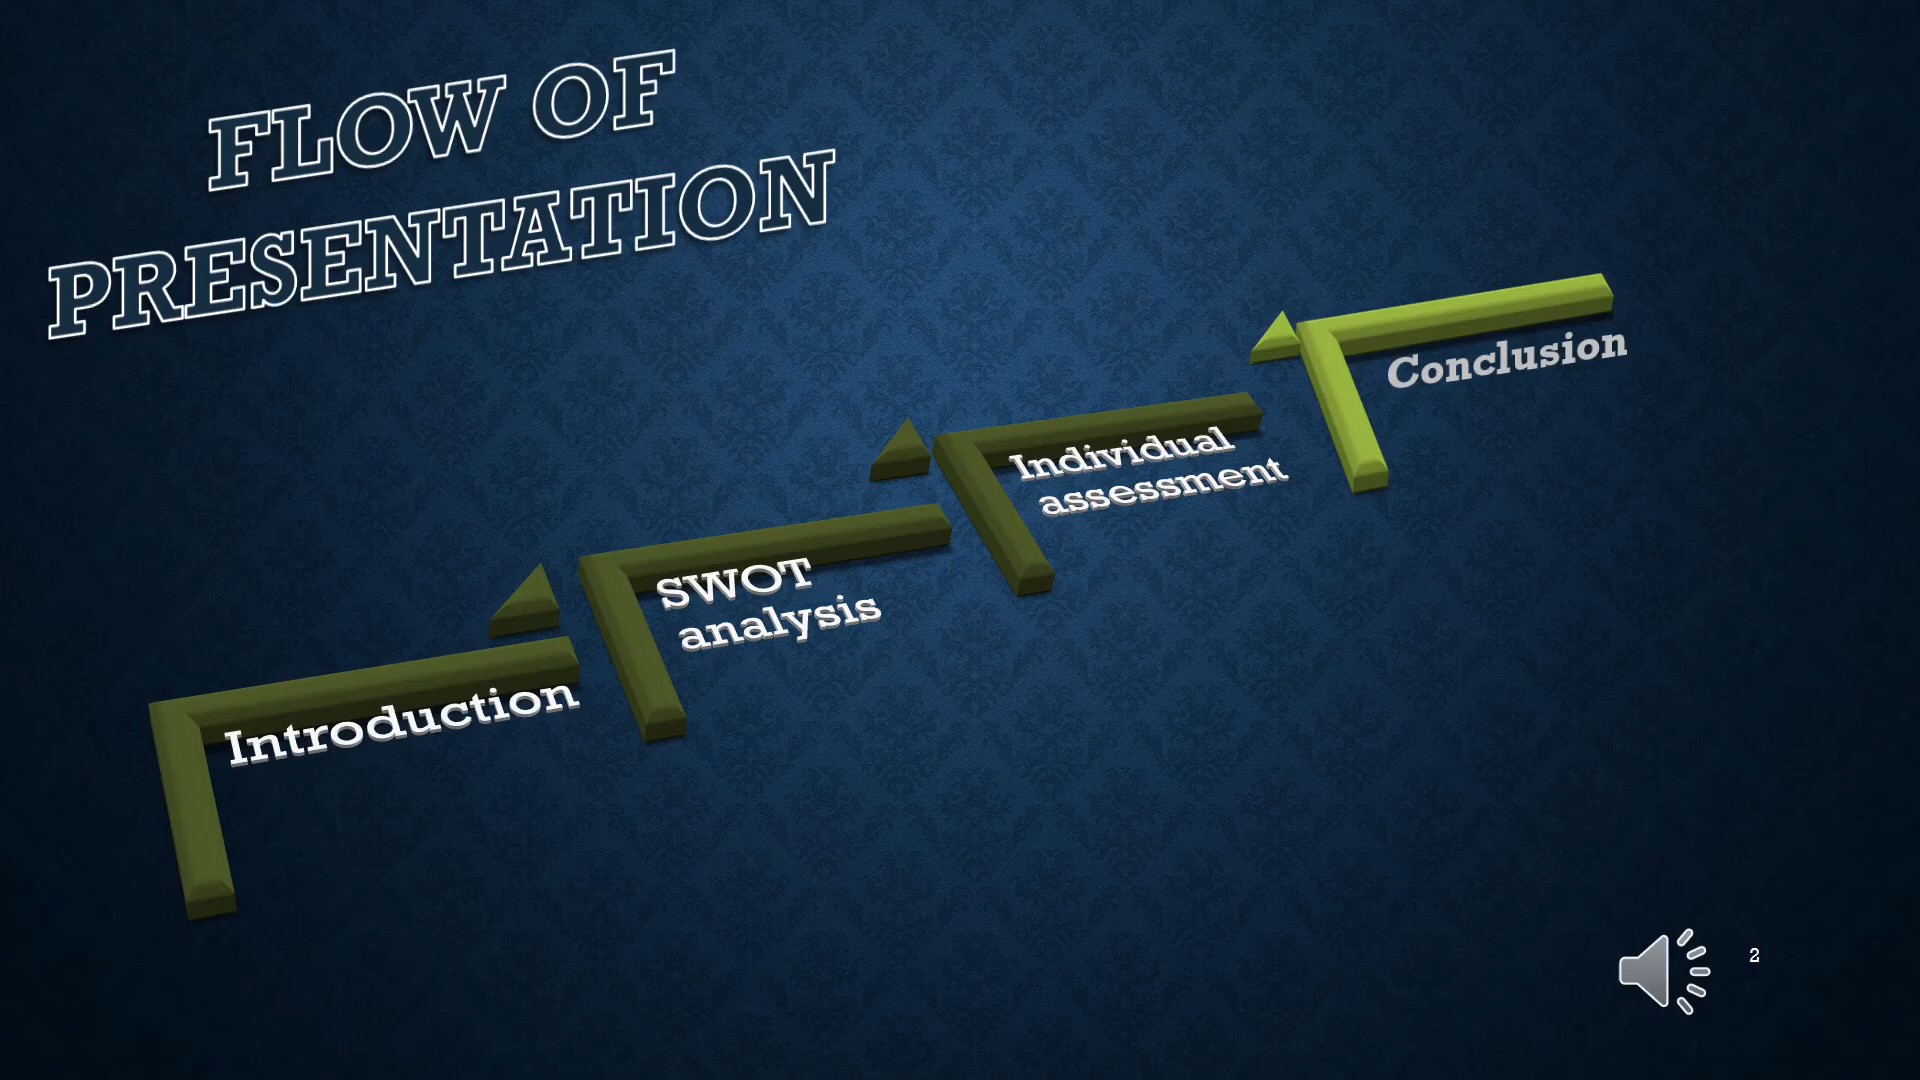 FLOW OF
PRESENTATION
Introduction
SWOT
analysis
Individual
assessment
Conclusion
2